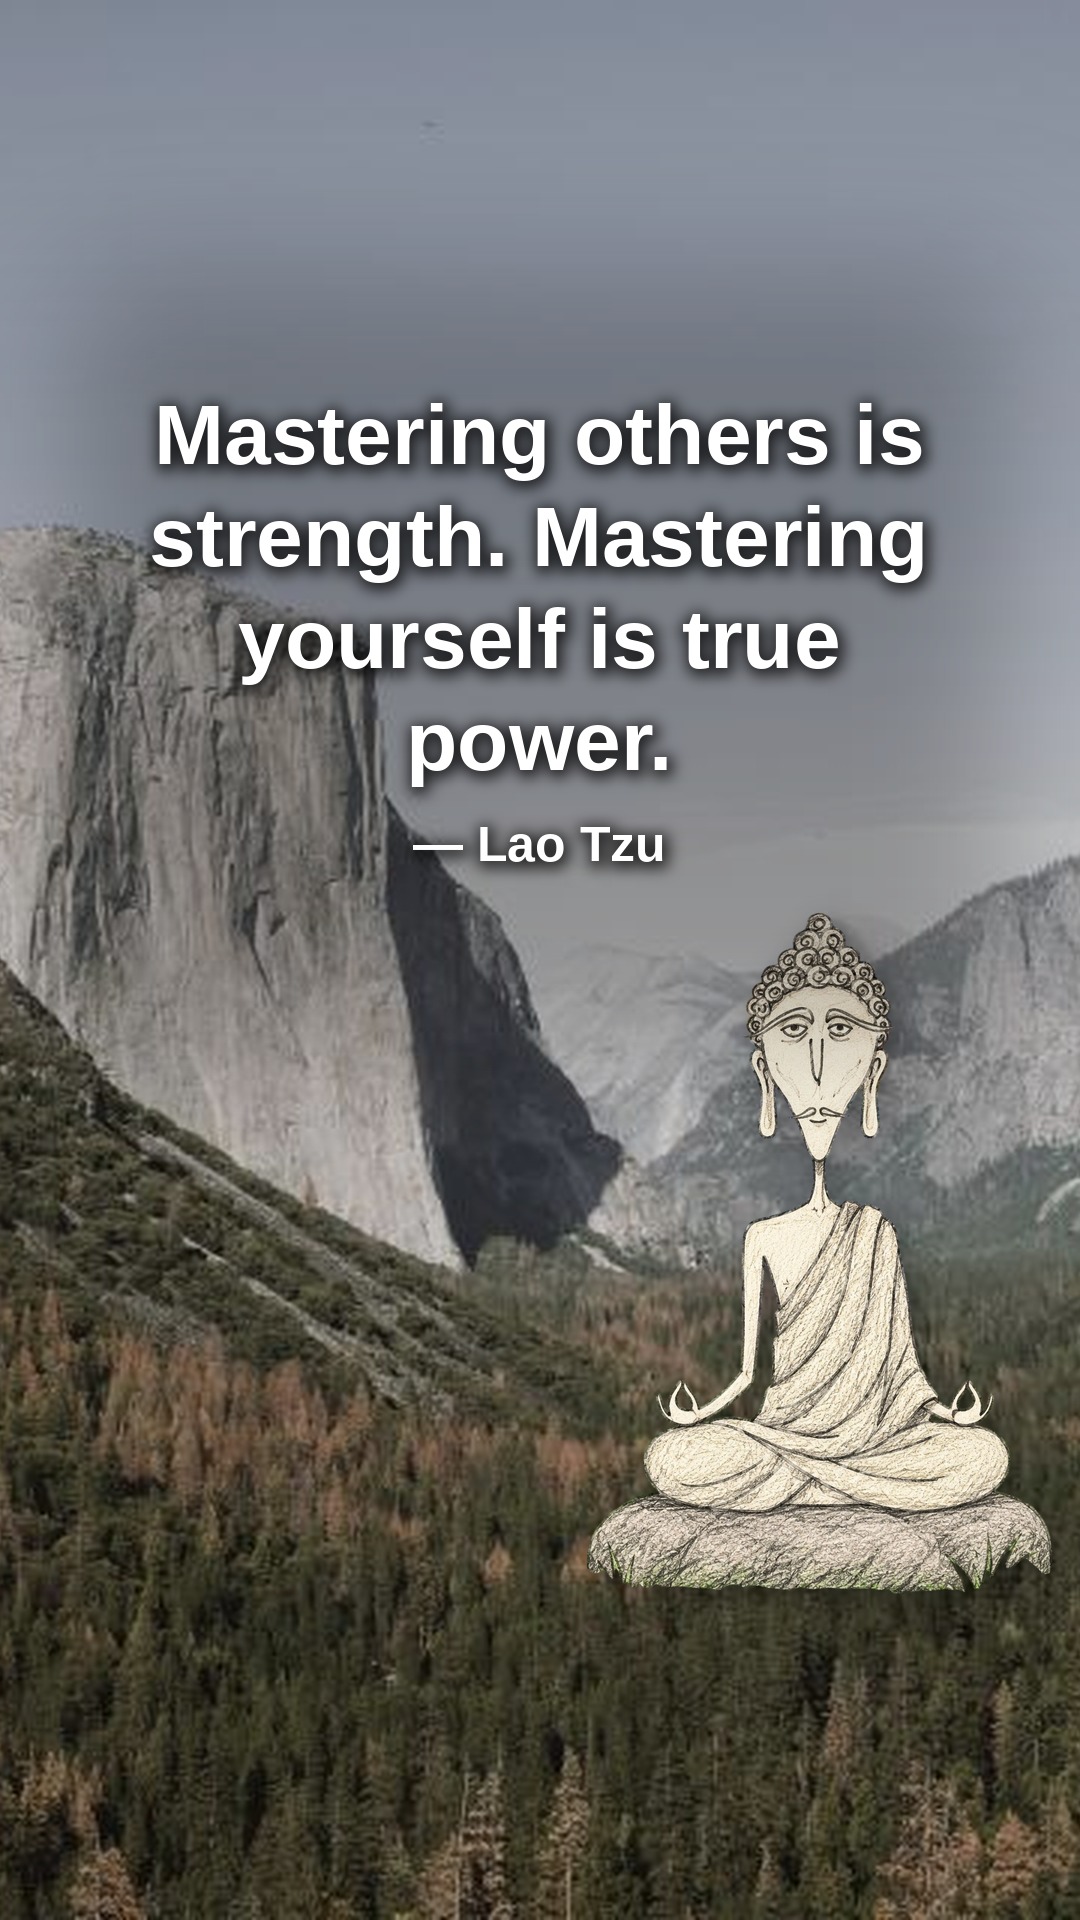 Mastering others is
strength. Mastering
yourself is true
power.
— Lao Tzu